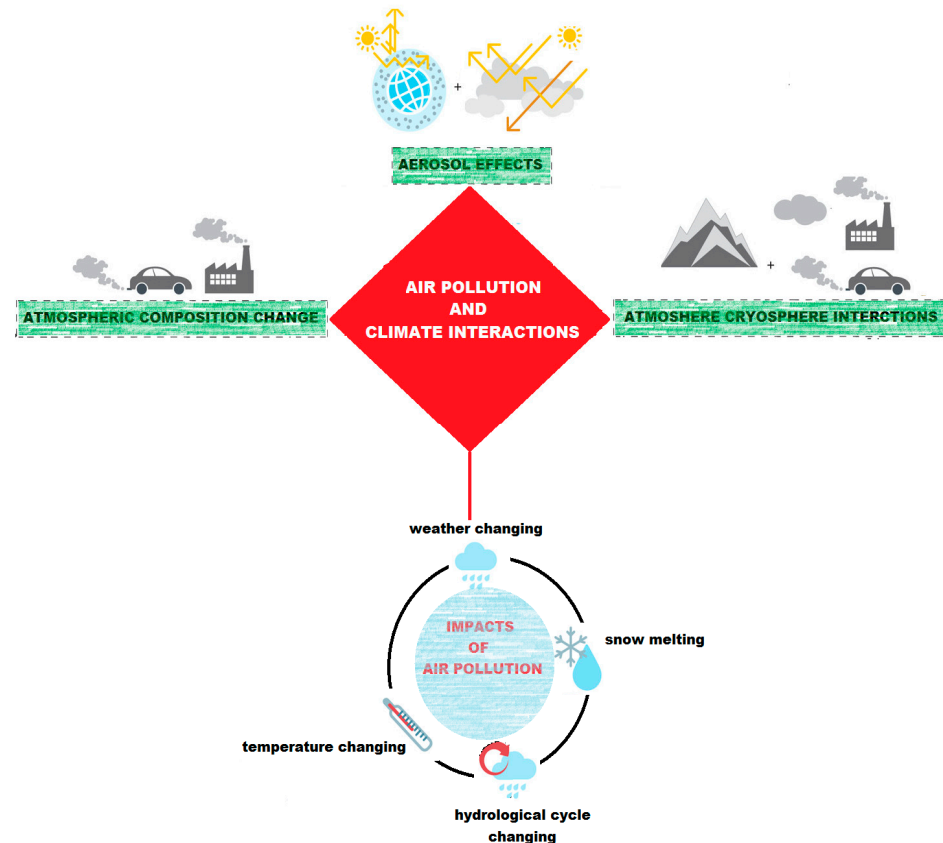 AEROSOL EFFECTS
ATMOSPHERIC COMPOSITION CHANGE
AIR POLLUTION
AND
CLIMATE INTERACTIONS
ATMOSHERE CRYOSPHERE INTERCTIONS
weather changing
IMPACTS
OF
AIR POLLUTION
snow melting
temperature changing
hydrological cycle
changing